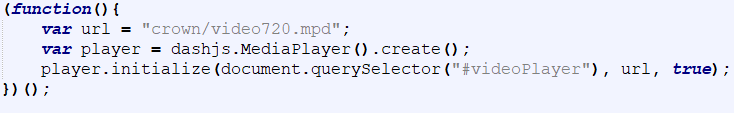 (function(){
    var url = "crown/video720.mpd";
    var player = dashjs.MediaPlayer().create();
    player.initialize(document.querySelector("#videoPlayer"), url, true);
})();